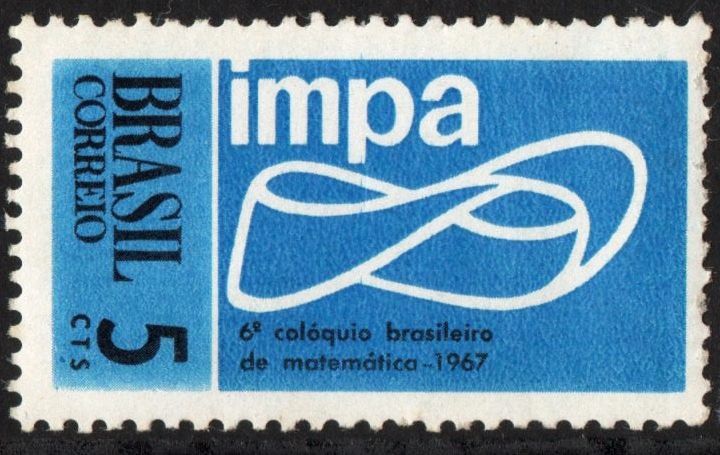 BRASIL
CORREIO
5
CTS
impa
6º colóquio brasileiro
de matemática-1967